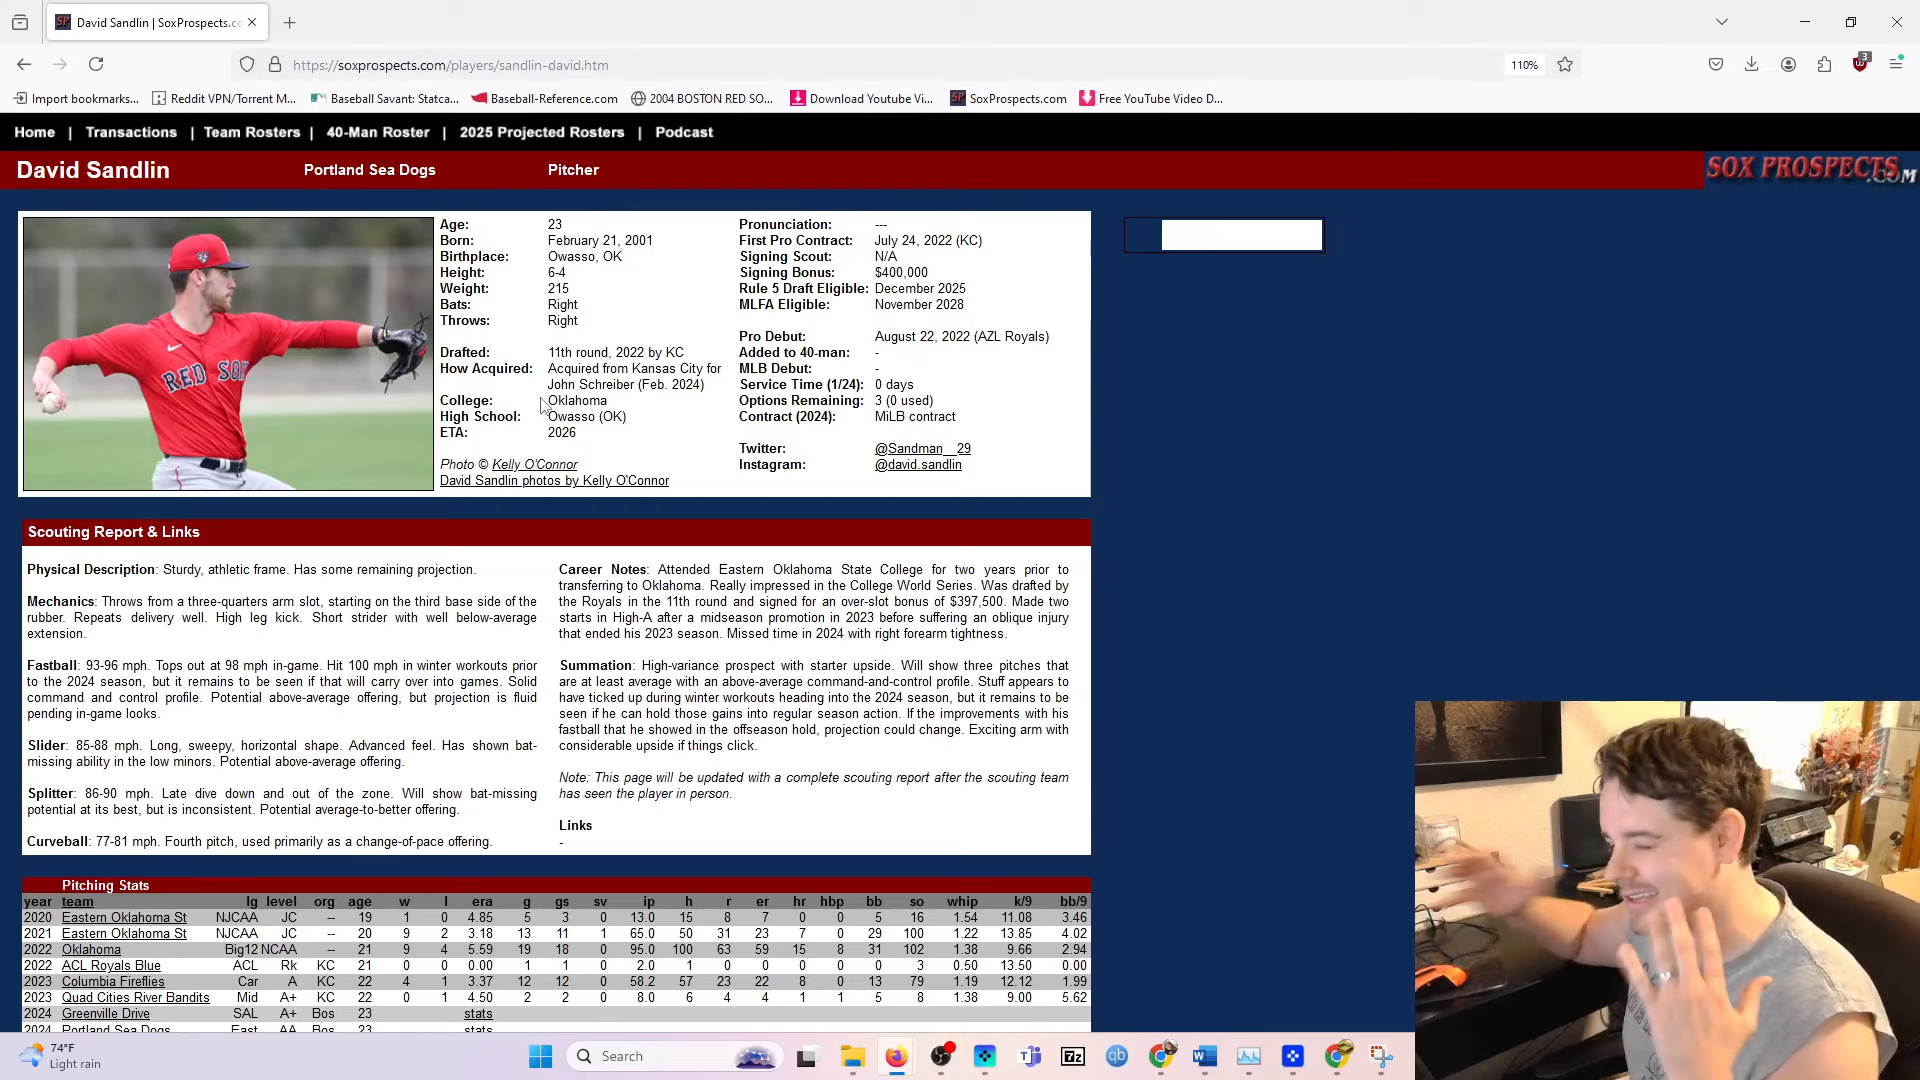 David Sandlin | SoxProspects.co
https://soxprospects.com/players/sandlin-david.htm
110%
3
Import bookmarks...
Reddit VPN/Torrent M...
Baseball Savant: Statca...
Baseball-Reference.com
2004 BOSTON RED SO...
Download Youtube Vi...
SoxProspects.com
Free YouTube Video D...
Home | Transactions | Team Rosters | 40-Man Roster | 2025 Projected Rosters | Podcast
David Sandlin Portland Sea Dogs Pitcher
SOX PROSPECTS.COM
RED SOX
Age: 23
Born: February 21, 2001
Birthplace: Owasso, OK
Height: 6-4
Weight: 215
Bats: Right
Throws: Right
Drafted: 11th round, 2022 by KC
How Acquired: Acquired from Kansas City for
John Schreiber (Feb. 2024)
College: Oklahoma
High School: Owasso (OK)
ETA: 2026
Photo © Kelly O'Connor
David Sandlin photos by Kelly O'Connor
Pronunciation: ---
First Pro Contract: July 24, 2022 (KC)
Signing Scout: N/A
Signing Bonus: $400,000
Rule 5 Draft Eligible: December 2025
MLFA Eligible: November 2028
Pro Debut: August 22, 2022 (AZL Royals)
Added to 40-man: -
MLB Debut: -
Service Time (1/24): 0 days
Options Remaining: 3 (0 used)
Contract (2024): MiLB contract
Twitter: @Sandman__29
Instagram: @david.sandlin
Scouting Report & Links
Physical Description: Sturdy, athletic frame. Has some remaining projection.
Mechanics: Throws from a three-quarters arm slot, starting on the third base side of the
rubber. Repeats delivery well. High leg kick. Short strider with well below-average
extension.
Fastball: 93-96 mph. Tops out at 98 mph in-game. Hit 100 mph in winter workouts prior
to the 2024 season, but it remains to be seen if that will carry over into games. Solid
command and control profile. Potential above-average offering, but projection is fluid
pending in-game looks.
Slider: 85-88 mph. Long, sweepy, horizontal shape. Advanced feel. Has shown bat-
missing ability in the low minors. Potential above-average offering.
Splitter: 86-90 mph. Late dive down and out of the zone. Will show bat-missing
potential at its best, but is inconsistent. Potential average-to-better offering.
Curveball: 77-81 mph. Fourth pitch, used primarily as a change-of-pace offering.
Career Notes: Attended Eastern Oklahoma State College for two years prior to
transferring to Oklahoma. Really impressed in the College World Series. Was drafted by
the Royals in the 11th round and signed for an over-slot bonus of $397,500. Made two
starts in High-A after a midseason promotion in 2023 before suffering an oblique injury
that ended his 2023 season. Missed time in 2024 with right forearm tightness.
Summation: High-variance prospect with starter upside. Will show three pitches that
are at least average with an above-average command-and-control profile. Stuff appears to
have ticked up during winter workouts heading into the 2024 season, but it remains to be
seen if he can hold those gains into regular season action. If the improvements with his
fastball that he showed in the offseason hold, projection could change. Exciting arm with
considerable upside if things click.
Note: This page will be updated with a complete scouting report after the scouting team
has seen the player in person.
Links
-
Pitching Stats
year team lg level org age w l era g gs sv ip h r er hr hbp bb so whip k/9 bb/9
2020 Eastern Oklahoma St NJCAA JC -- 19 1 0 4.85 5 3 0 13.0 15 8 7 0 0 5 16 1.54 11.08 3.46
2021 Eastern Oklahoma St NJCAA JC -- 20 9 2 3.18 13 11 1 65.0 50 31 23 7 0 29 100 1.22 13.85 4.02
2022 Oklahoma Big12 NCAA -- 21 9 4 5.59 19 18 0 95.0 100 63 59 15 8 31 102 1.38 9.66 2.94
2022 ACL Royals Blue ACL Rk KC 21 0 0 0.00 1 1 0 2.0 1 0 0 0 0 0 3 0.50 13.50 0.00
2023 Columbia Fireflies Car A KC 22 4 1 3.37 12 12 0 58.2 57 23 22 8 0 13 79 1.19 12.12 1.99
2023 Quad Cities River Bandits Mid A+ KC 22 0 1 4.50 2 2 0 8.0 6 4 4 1 1 5 8 1.38 9.00 5.62
2024 Greenville Drive SAL A+ Bos 23 stats
2024 Portland Sea Dogs East AA Bos 23 stats
74°F
Light rain
Search